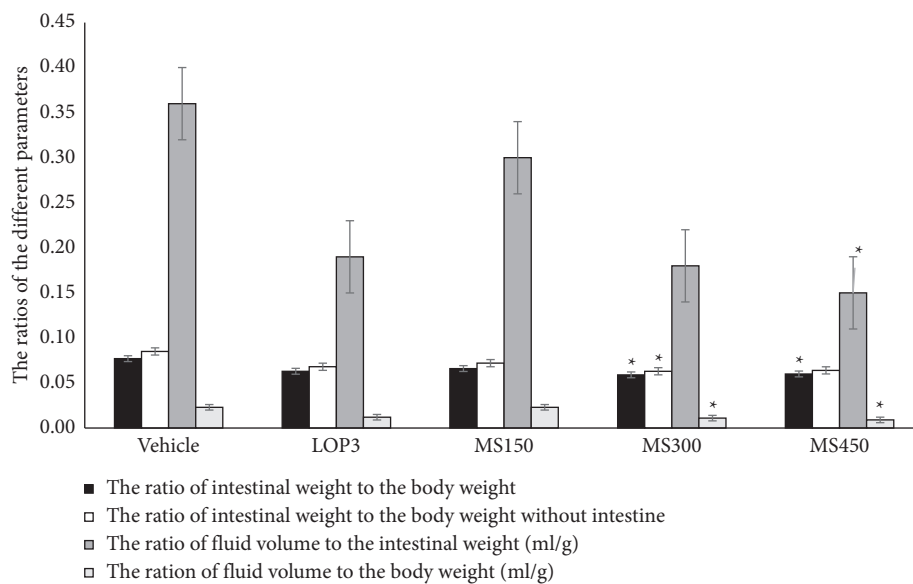 The ratios of the different parameters
0.45
0.40
0.35
0.30
0.25
0.20
0.15
0.10
0.05
0.00
* * *
* * *
Vehicle LOP3 MS150 MS300 MS450
The ratio of intestinal weight to the body weight
The ratio of intestinal weight to the body weight without intestine
The ratio of fluid volume to the intestinal weight (ml/g)
The ration of fluid volume to the body weight (ml/g)